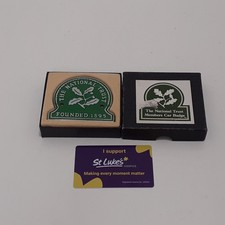 THE NATIONAL TRUST
FOUNDED 1895
The National Trust
Members Car Badge
I support
St Luke's
Making every moment matter